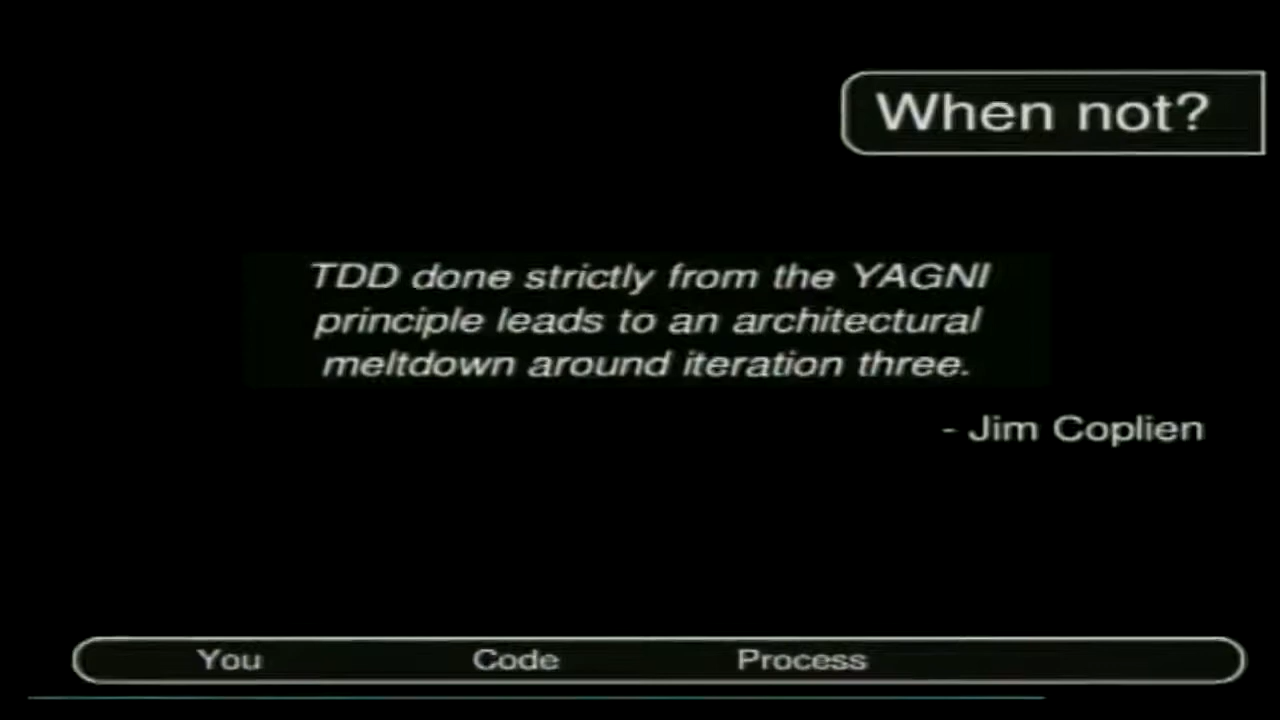 When not?
TDD done strictly from the YAGNI
principle leads to an architectural
meltdown around iteration three.
- Jim Coplien
You Code Process